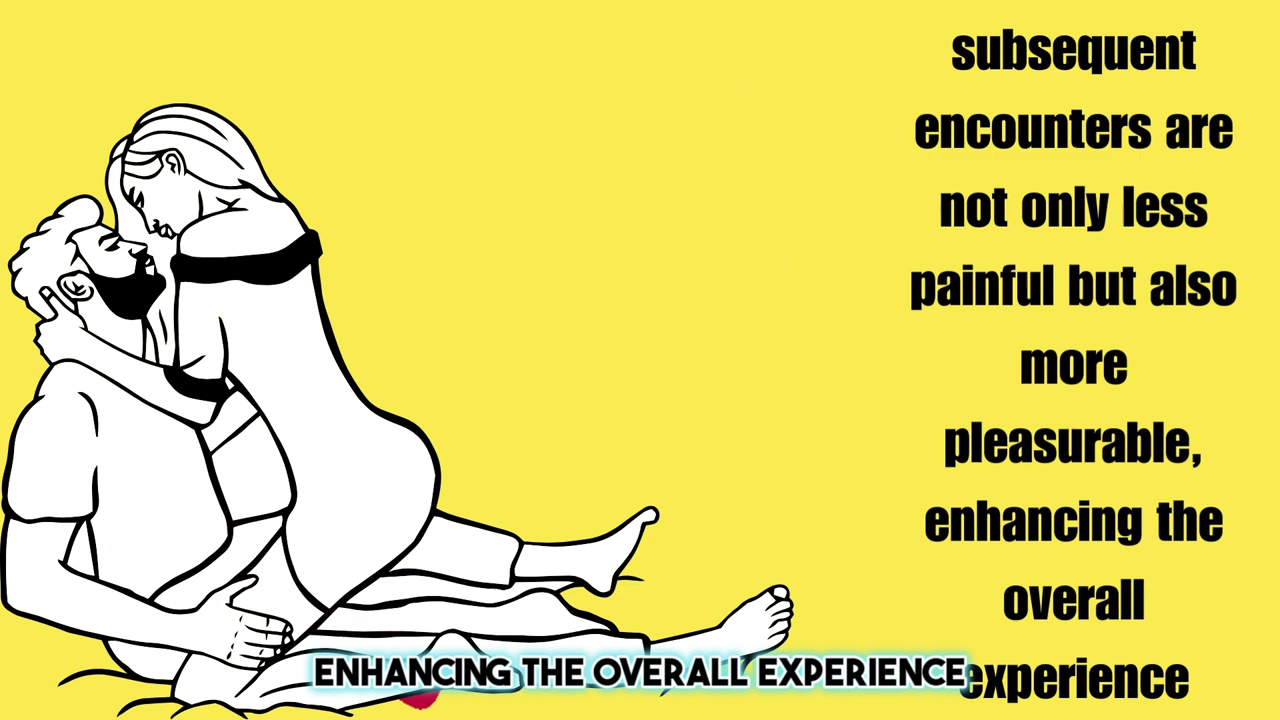 subsequent
encounters are
not only less
painful but also
more
pleasurable,
enhancing the
overall
experience
ENHANCING THE OVERALL EXPERIENCE